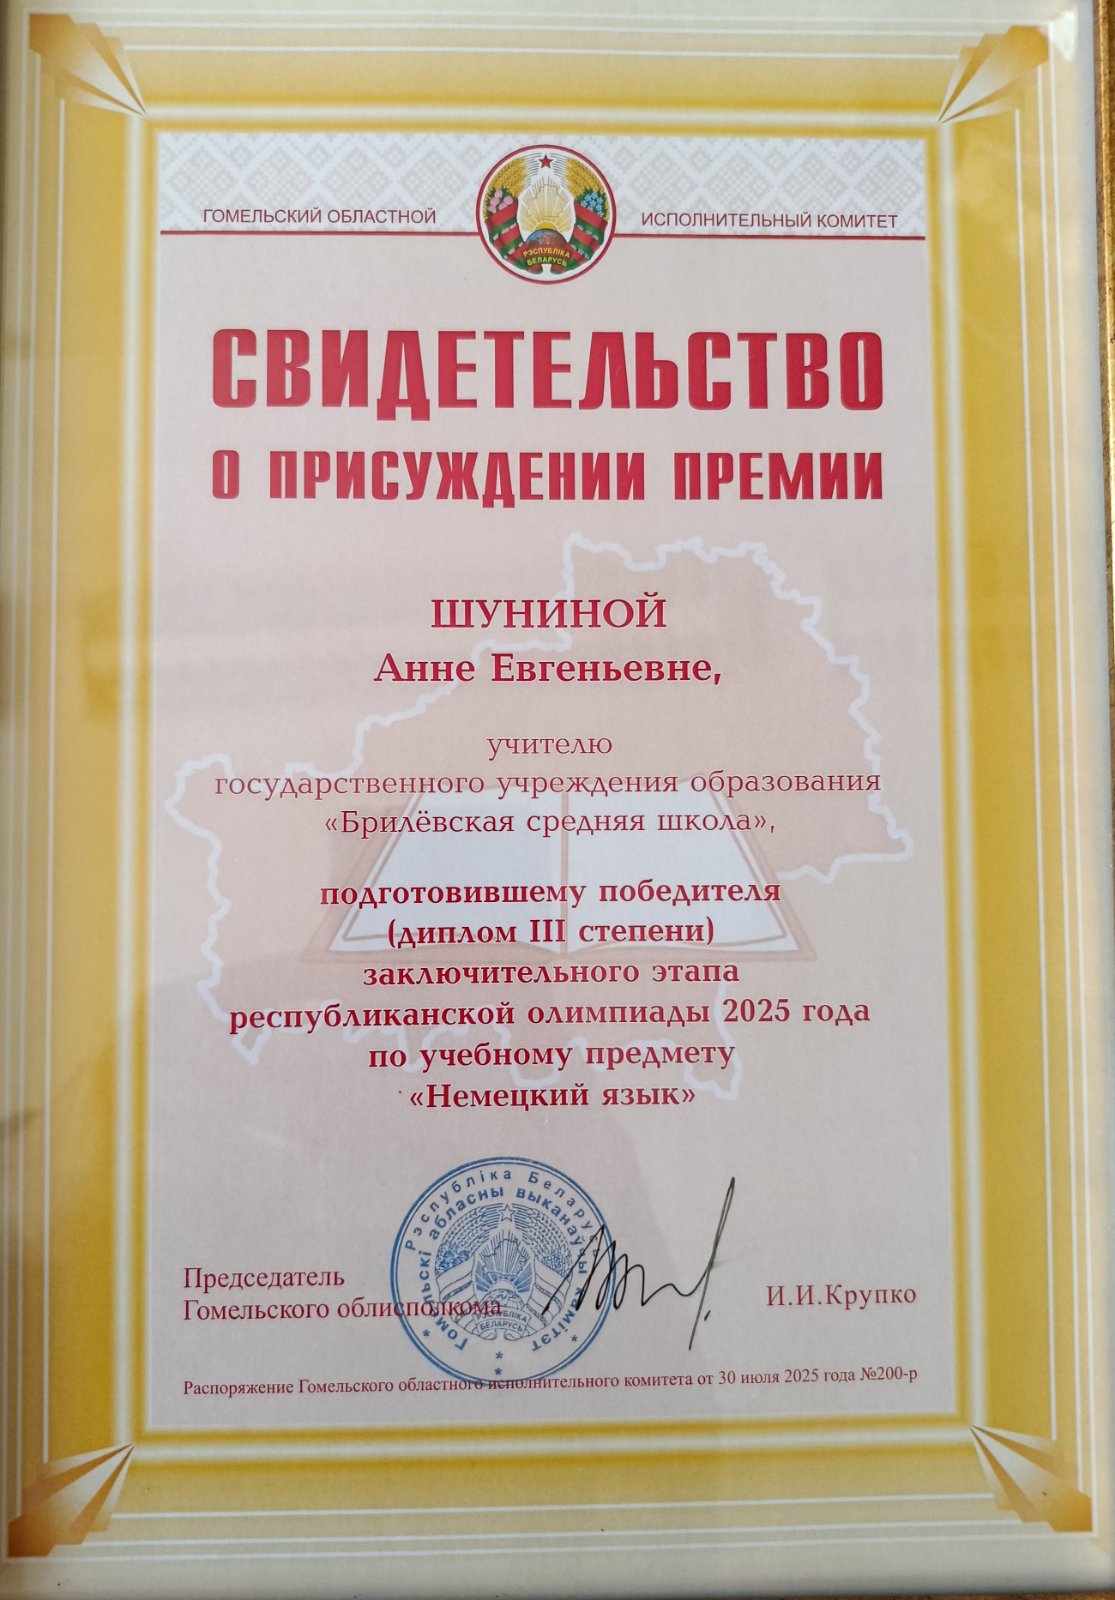 ГОМЕЛЬСКИЙ ОБЛАСТНОЙ ИСПОЛНИТЕЛЬНЫЙ КОМИТЕТ
РЭСПУБЛІКА
БЕЛАРУСЬ
СВИДЕТЕЛЬСТВО
О ПРИСУЖДЕНИИ ПРЕМИИ
ШУНИНОЙ
Анне Евгеньевне,
учителю
государственного учреждения образования
«Брилёвская средняя школа»,
подготовившему победителя
(диплом III степени)
заключительного этапа
республиканской олимпиады 2025 года
по учебному предмету
«Немецкий язык»
Рэспубліка Беларусь
Гомельскі абласны выканаўчы камітэт
РЭСПУБЛІКА
БЕЛАРУСЬ
Председатель
Гомельского облисполкома
И.И.Крупко
Распоряжение Гомельского областного исполнительного комитета от 30 июля 2025 года №200-р